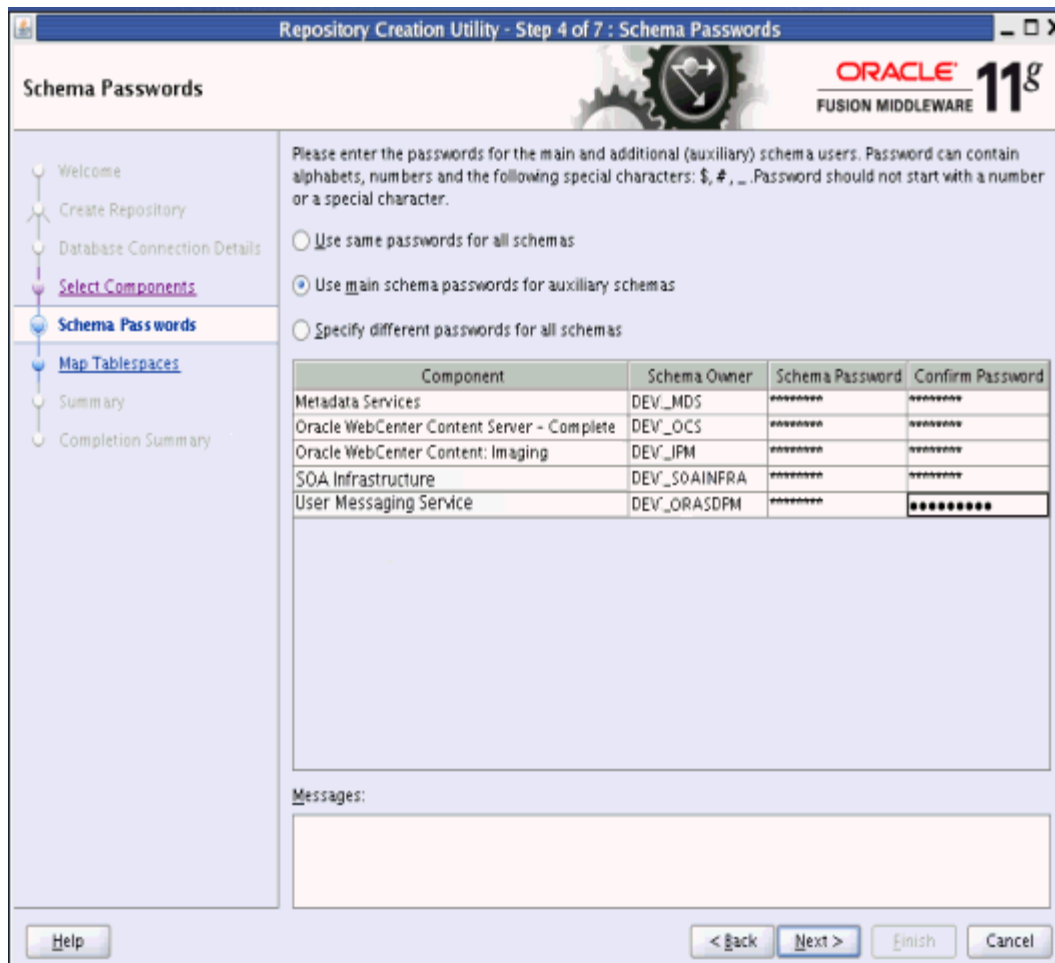 Repository Creation Utility - Step 4 of 7 : Schema Passwords
Schema Passwords
ORACLE
FUSION MIDDLEWARE 11g
Welcome
Create Repository
Database Connection Details
Select Components
Schema Passwords
Map Tablespaces
Summary
Completion Summary
Please enter the passwords for the main and additional (auxiliary) schema users. Password can contain
alphabets, numbers and the following special characters: $, # , _ .Password should not start with a number
or a special character.
Use same passwords for all schemas
Use main schema passwords for auxiliary schemas
Specify different passwords for all schemas
Component Schema Owner Schema Password Confirm Password
Metadata Services DEV_MDS ******** ********
Oracle WebCenter Content Server - Complete DEV_OCS ******** ********
Oracle WebCenter Content: Imaging DEV_IPM ******** ********
SOA Infrastructure DEV_SOAINFRA ******** ********
User Messaging Service DEV_ORASDPM ******** •••••••••
Messages:
Help < Back Next > Finish Cancel